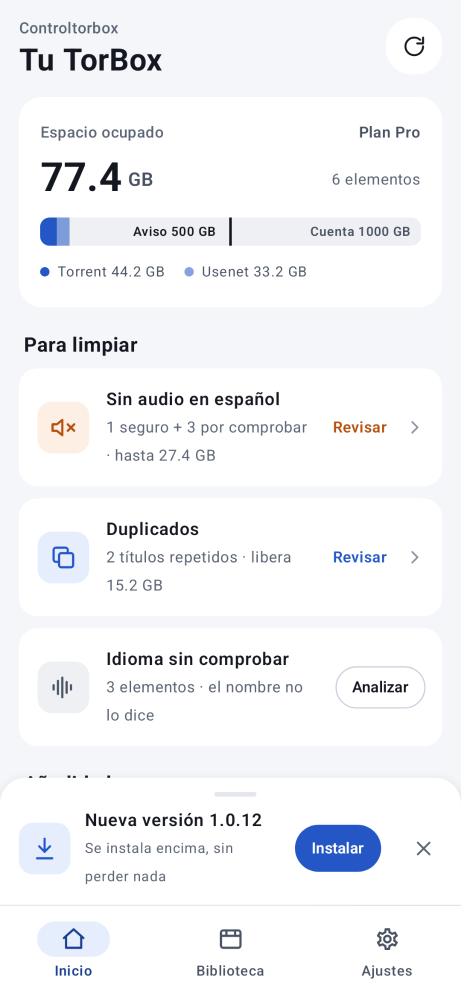 Controltorbox
Tu TorBox
Espacio ocupado
Plan Pro
77.4 GB
6 elementos
Aviso 500 GB
Cuenta 1000 GB
Torrent 44.2 GB
Usenet 33.2 GB
Para limpiar
Sin audio en español
1 seguro + 3 por comprobar
· hasta 27.4 GB
Revisar
Duplicados
2 títulos repetidos · libera
15.2 GB
Revisar
Idioma sin comprobar
3 elementos · el nombre no
lo dice
Analizar
Nueva versión 1.0.12
Se instala encima, sin
perder nada
Instalar
Inicio
Biblioteca
Ajustes